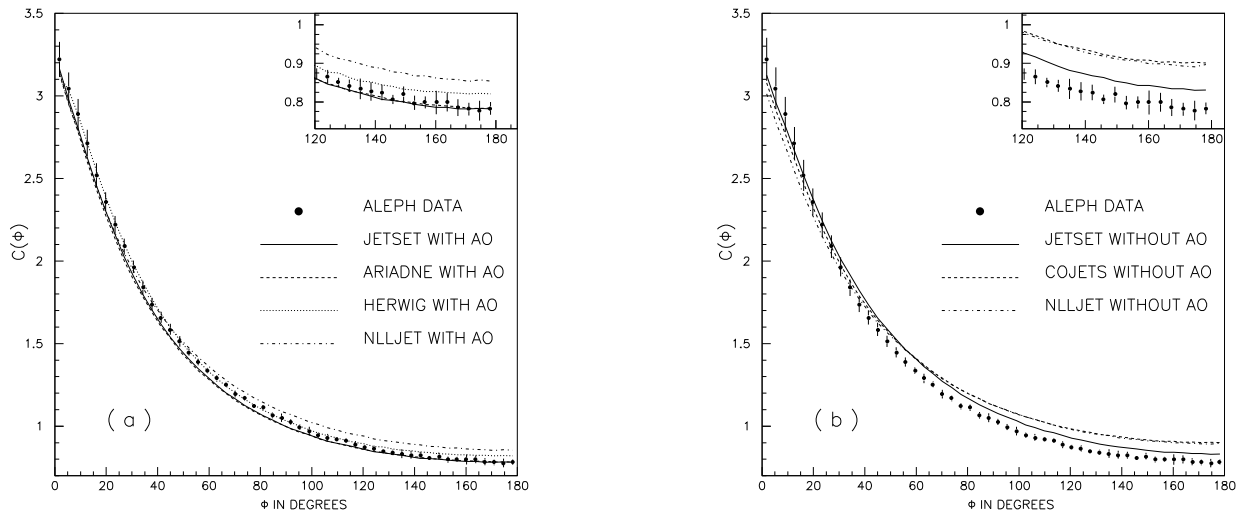 3.5
3
2.5
2
1.5
1
C(ϕ)
0 20 40 60 80 100 120 140 160 180
ϕ IN DEGREES
1
0.9
0.8
120 140 160 180
ALEPH DATA
JETSET WITH AO
ARIADNE WITH AO
HERWIG WITH AO
NLLJET WITH AO
( a )
3.5
3
2.5
2
1.5
1
C(ϕ)
0 20 40 60 80 100 120 140 160 180
ϕ IN DEGREES
1
0.9
0.8
120 140 160 180
ALEPH DATA
JETSET WITHOUT AO
COJETS WITHOUT AO
NLLJET WITHOUT AO
( b )